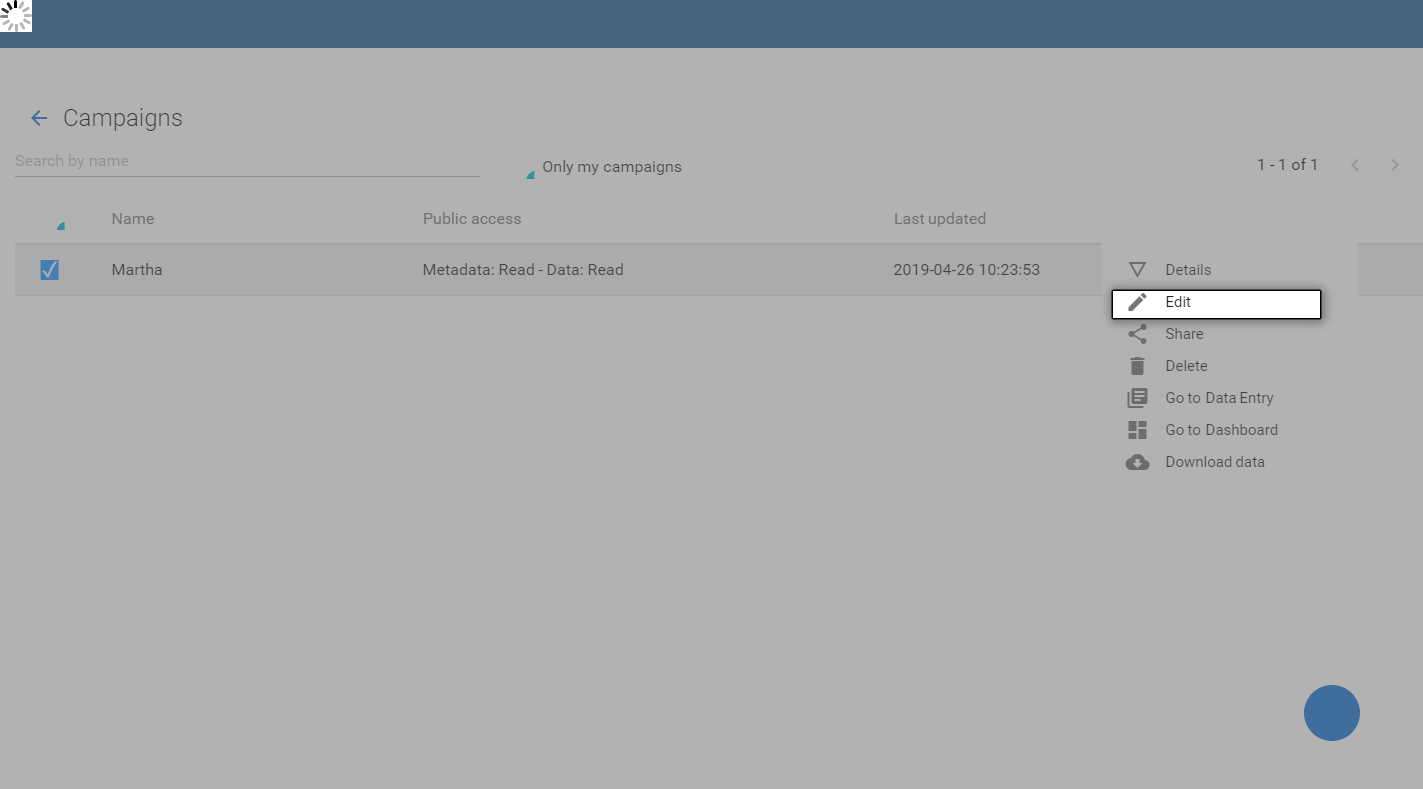 Campaigns
Search by name
Only my campaigns
1 - 1 of 1
Name Public access Last updated
Martha Metadata: Read - Data: Read 2019-04-26 10:23:53
Details
Edit
Share
Delete
Go to Data Entry
Go to Dashboard
Download data